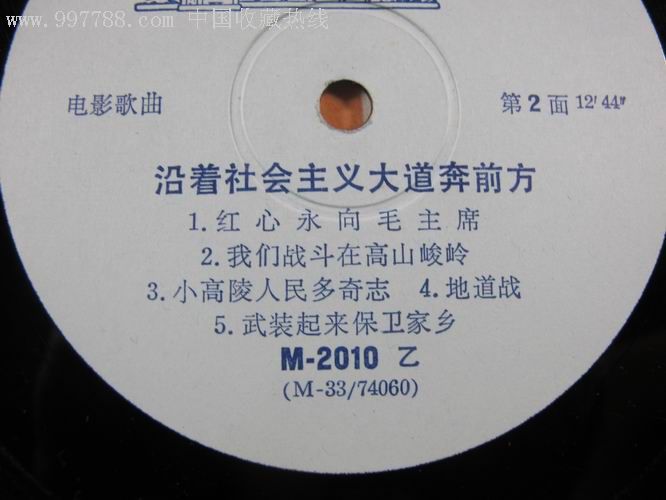 www.997788.com 中国收藏热线
电影歌曲
第2面 12′44″
沿着社会主义大道奔前方
1.红心永向毛主席
2.我们战斗在高山峻岭
3.小高陵人民多奇志 4.地道战
5.武装起来保卫家乡
M-2010 乙
(M-33/74060)